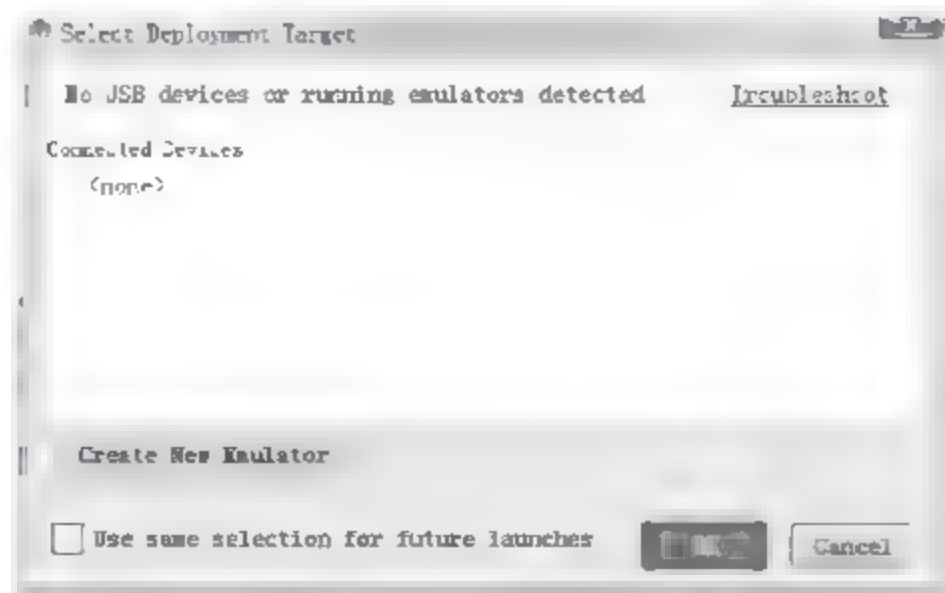 Select Deployment Target
No USB devices or running emulators detected Troubleshoot
Connected Devices
<none>
Create New Emulator
Use same selection for future launches Cancel